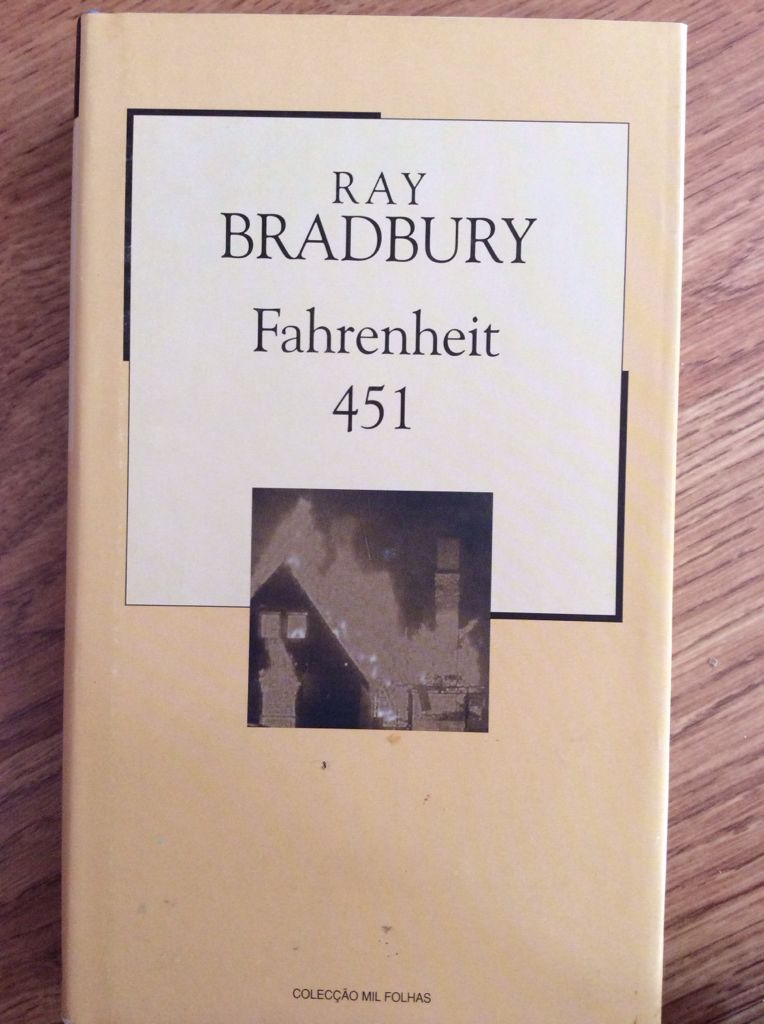 RAY
BRADBURY
Fahrenheit
451
COLECÇÃO MIL FOLHAS